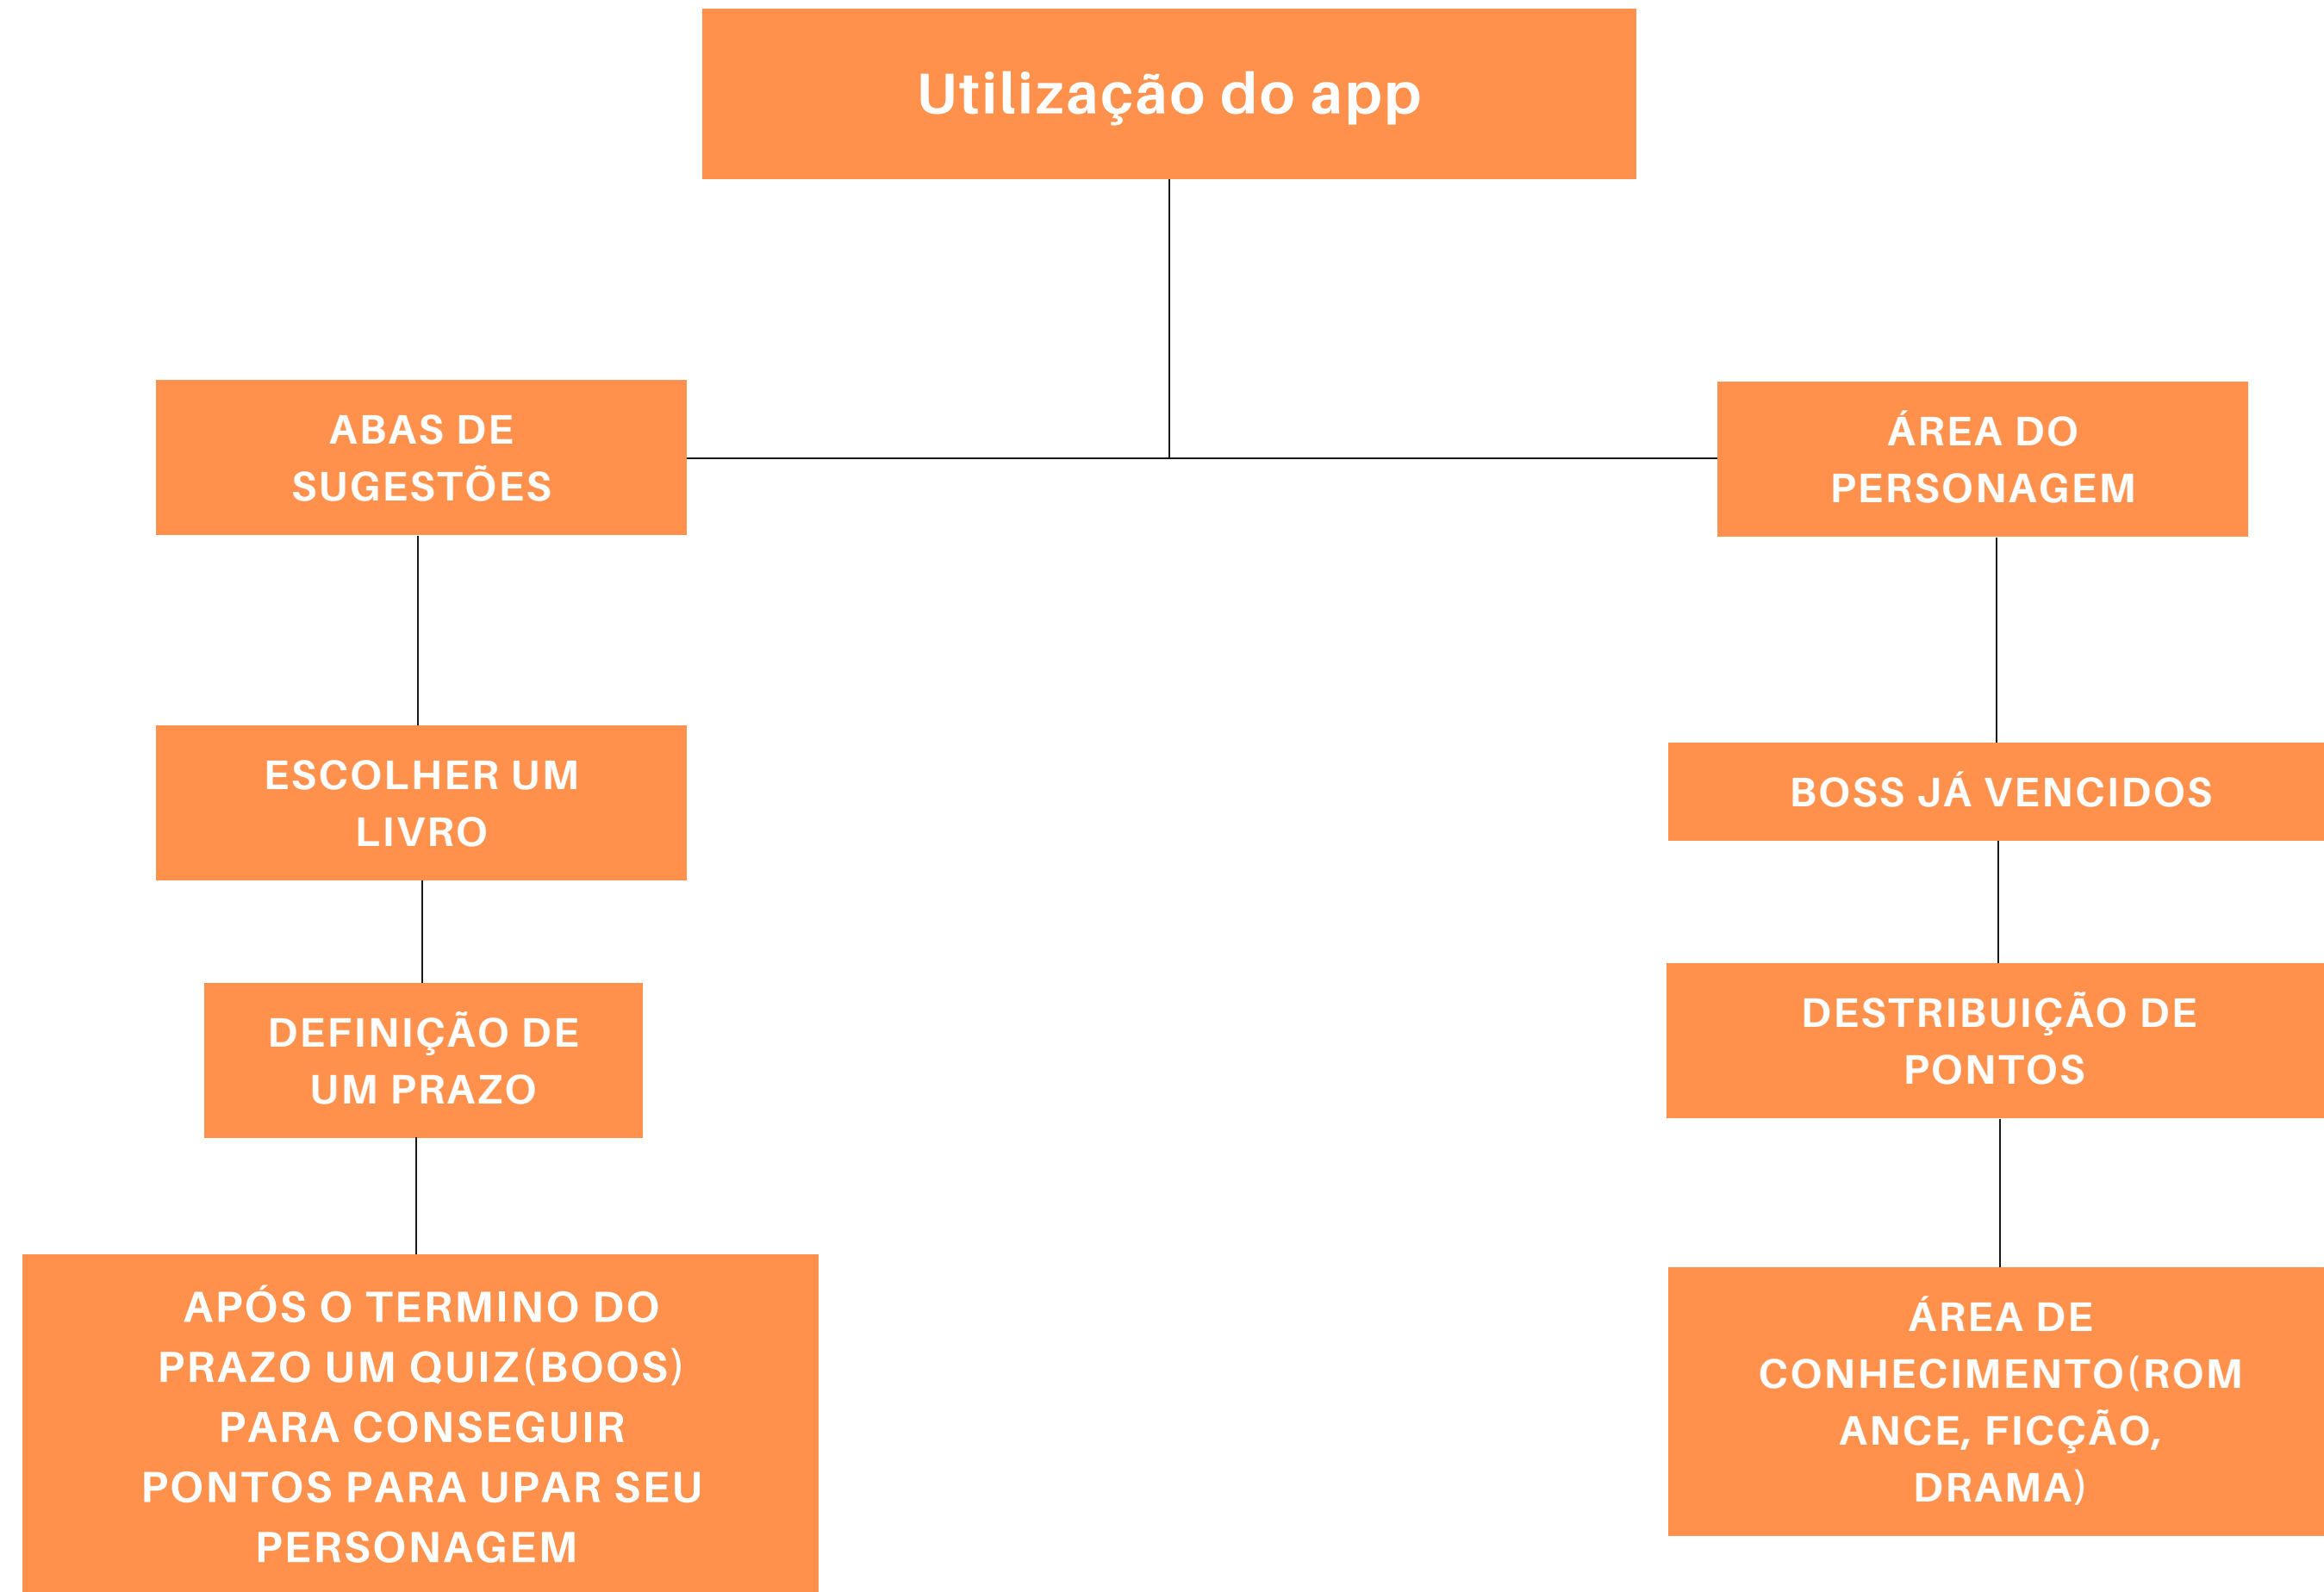 Utilização do app
ABAS DE
SUGESTÕES
ESCOLHER UM
LIVRO
DEFINIÇÃO DE
UM PRAZO
APÓS O TERMINO DO
PRAZO UM QUIZ(BOOS)
PARA CONSEGUIR
PONTOS PARA UPAR SEU
PERSONAGEM
ÁREA DO
PERSONAGEM
BOSS JÁ VENCIDOS
DESTRIBUIÇÃO DE
PONTOS
ÁREA DE
CONHECIMENTO(ROM
ANCE, FICÇÃO,
DRAMA)